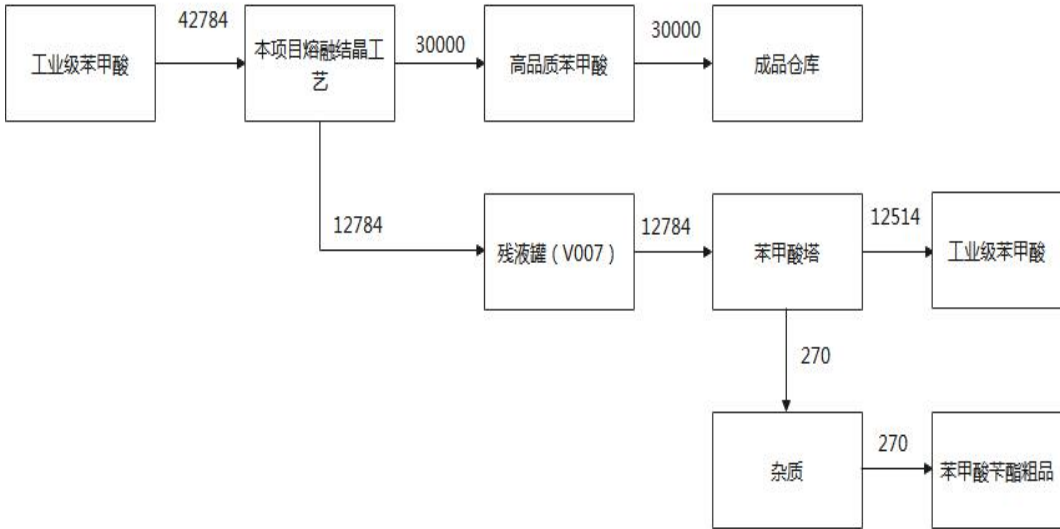 42784
30000
30000
工业级苯甲酸
本项目熔融结晶工
艺
高品质苯甲酸
成品仓库
12784
12784
12514
残液罐（V007）
苯甲酸塔
工业级苯甲酸
270
270
杂质
苯甲酸苄酯粗品